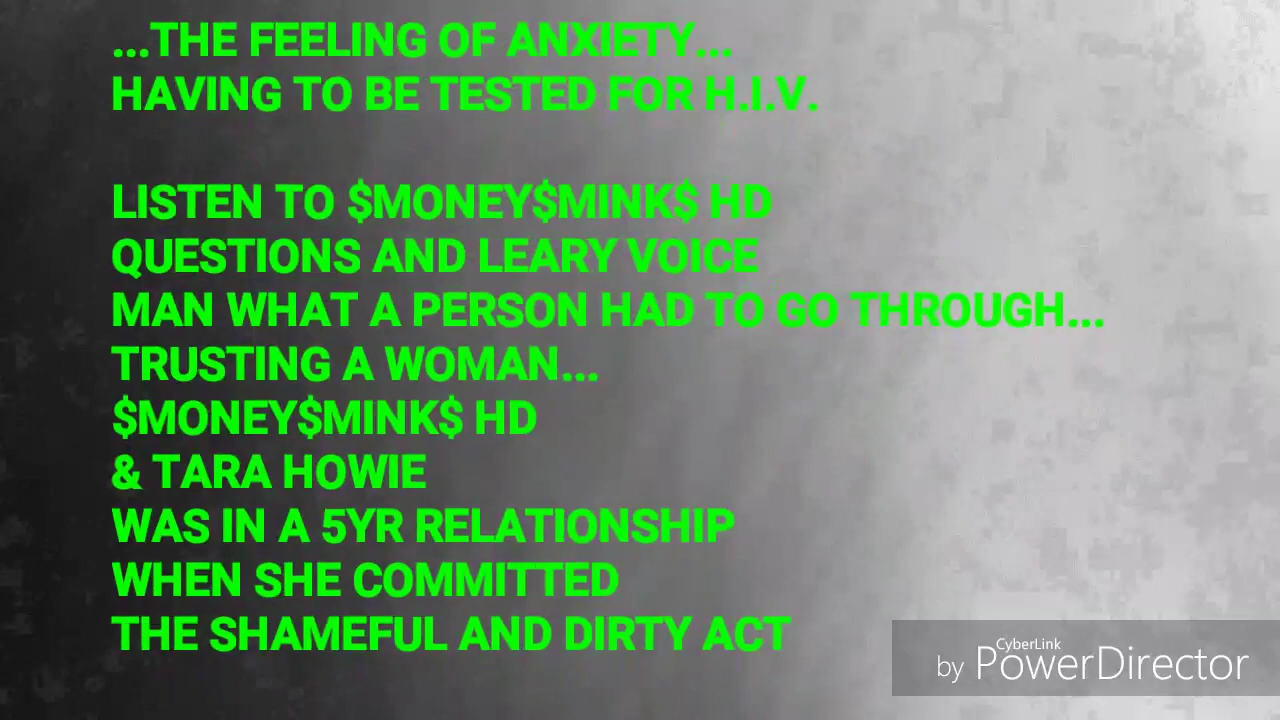 ...THE FEELING OF ANXIETY...
HAVING TO BE TESTED FOR H.I.V.
LISTEN TO $MONEY$MINK$ HD
QUESTIONS AND LEARY VOICE
MAN WHAT A PERSON HAD TO GO THROUGH...
TRUSTING A WOMAN...
$MONEY$MINK$ HD
& TARA HOWIE
WAS IN A 5YR RELATIONSHIP
WHEN SHE COMMITTED
THE SHAMEFUL AND DIRTY ACT
CyberLink
by PowerDirector